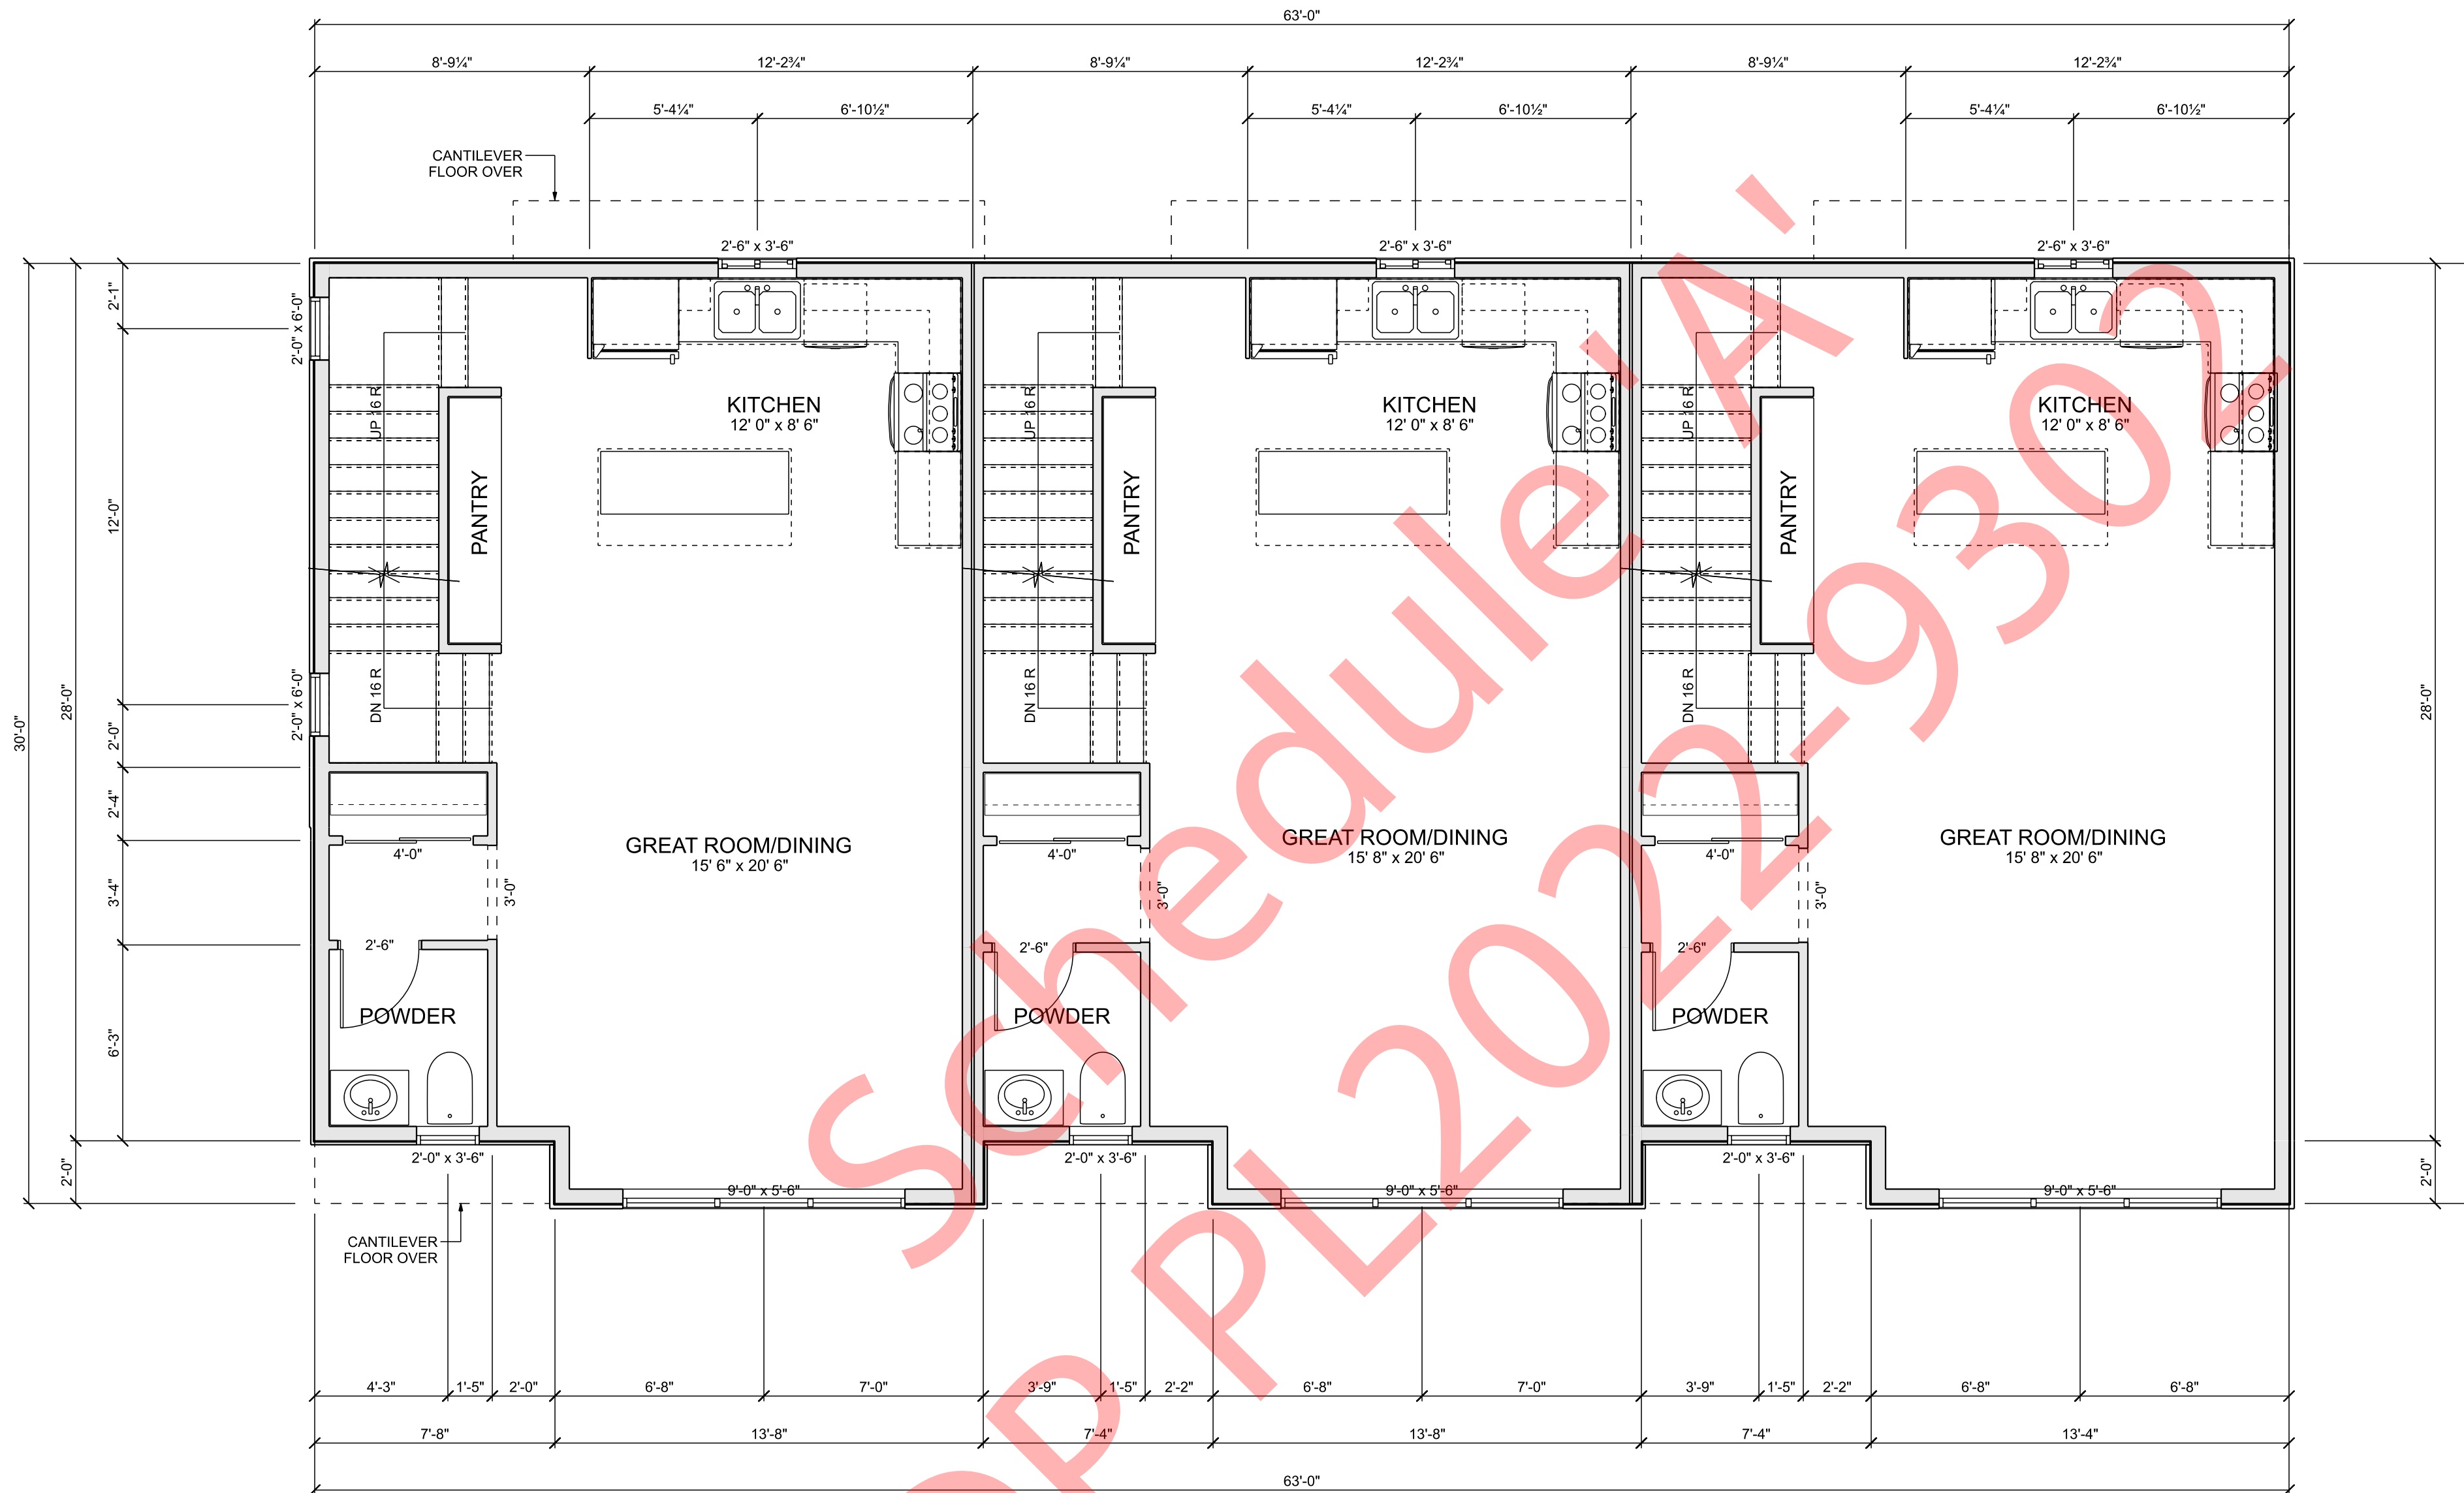 63'-0"
8'-9¼" 12'-2¾" 8'-9¼" 12'-2¾" 8'-9¼" 12'-2¾"
5'-4¼" 6'-10½" 5'-4¼" 6'-10½" 5'-4¼" 6'-10½"
CANTILEVER
FLOOR OVER
2'-6" x 3'-6" 2'-6" x 3'-6" 2'-6" x 3'-6"
30'-0"
28'-0"
2'-0"
2'-1"
12'-0"
2'-0"
2'-4"
3'-4"
6'-3"
2'-0" x 6'-0"
2'-0" x 6'-0"
UP 16 R
DN 16 R
PANTRY
KITCHEN
12' 0" x 8' 6"
GREAT ROOM/DINING
15' 6" x 20' 6"
4'-0"
3'-0"
2'-6"
POWDER
UP 16 R
DN 16 R
PANTRY
KITCHEN
12' 0" x 8' 6"
GREAT ROOM/DINING
15' 8" x 20' 6"
4'-0"
3'-0"
2'-6"
POWDER
UP 16 R
DN 16 R
PANTRY
KITCHEN
12' 0" x 8' 6"
GREAT ROOM/DINING
15' 8" x 20' 6"
4'-0"
3'-0"
2'-6"
POWDER
28'-0"
2'-0"
2'-0" x 3'-6" 2'-0" x 3'-6" 2'-0" x 3'-6"
9'-0" x 5'-6" 9'-0" x 5'-6" 9'-0" x 5'-6"
CANTILEVER
FLOOR OVER
4'-3" 1'-5" 2'-0" 6'-8" 7'-0" 3'-9" 1'-5" 2'-2" 6'-8" 7'-0" 3'-9" 1'-5" 2'-2" 6'-8" 6'-8"
7'-8" 13'-8" 7'-4" 13'-8" 7'-4" 13'-4"
63'-0"
Schedule 'A'
PL2022-9302